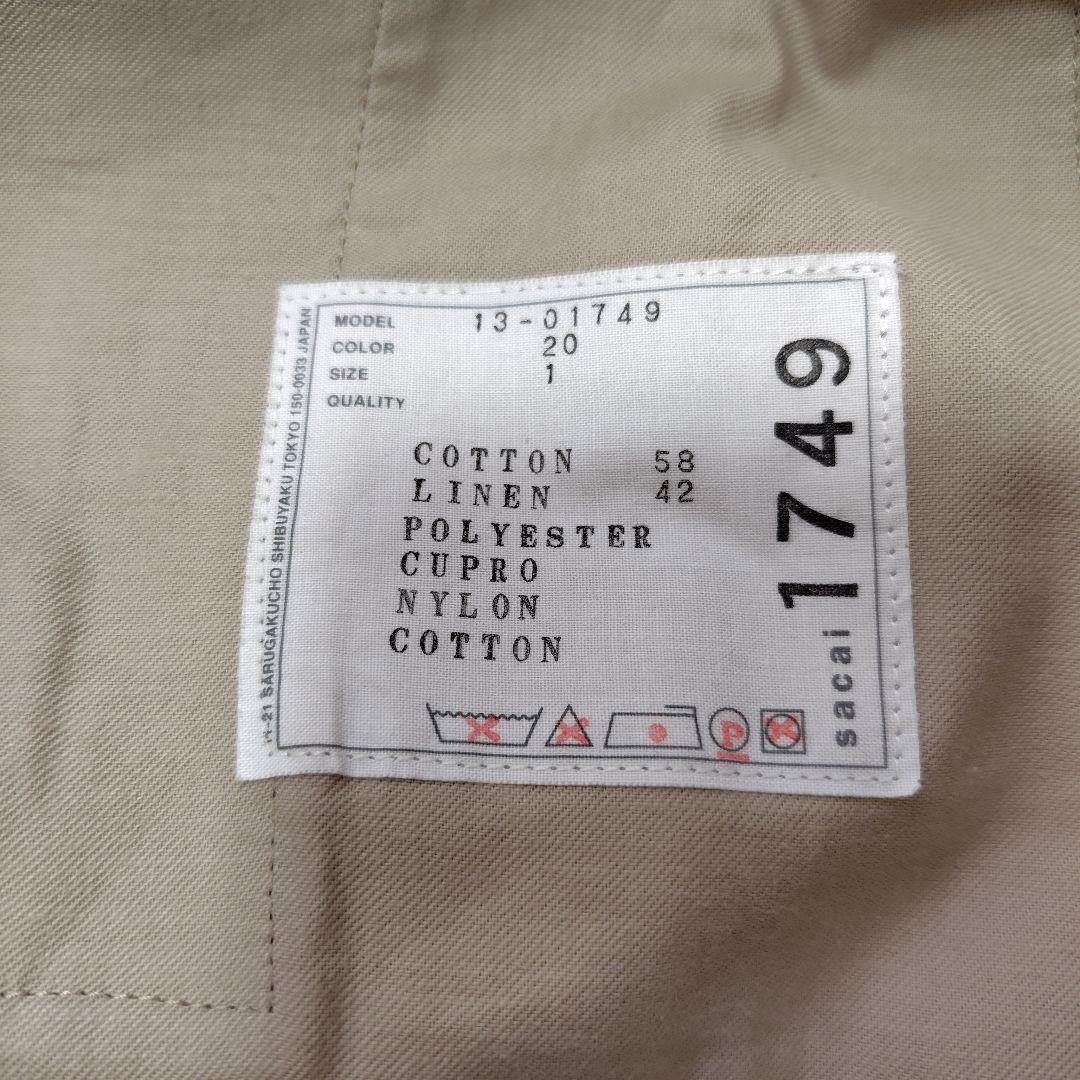 MODEL 13-01749
COLOR 20
SIZE 1
QUALITY
COTTON 58
LINEN 42
POLYESTER
CUPRO
NYLON
COTTON
P
sacai 1749
SARUGAKUCHO SHIBUYAKU TOKYO 150-0033 JAPAN